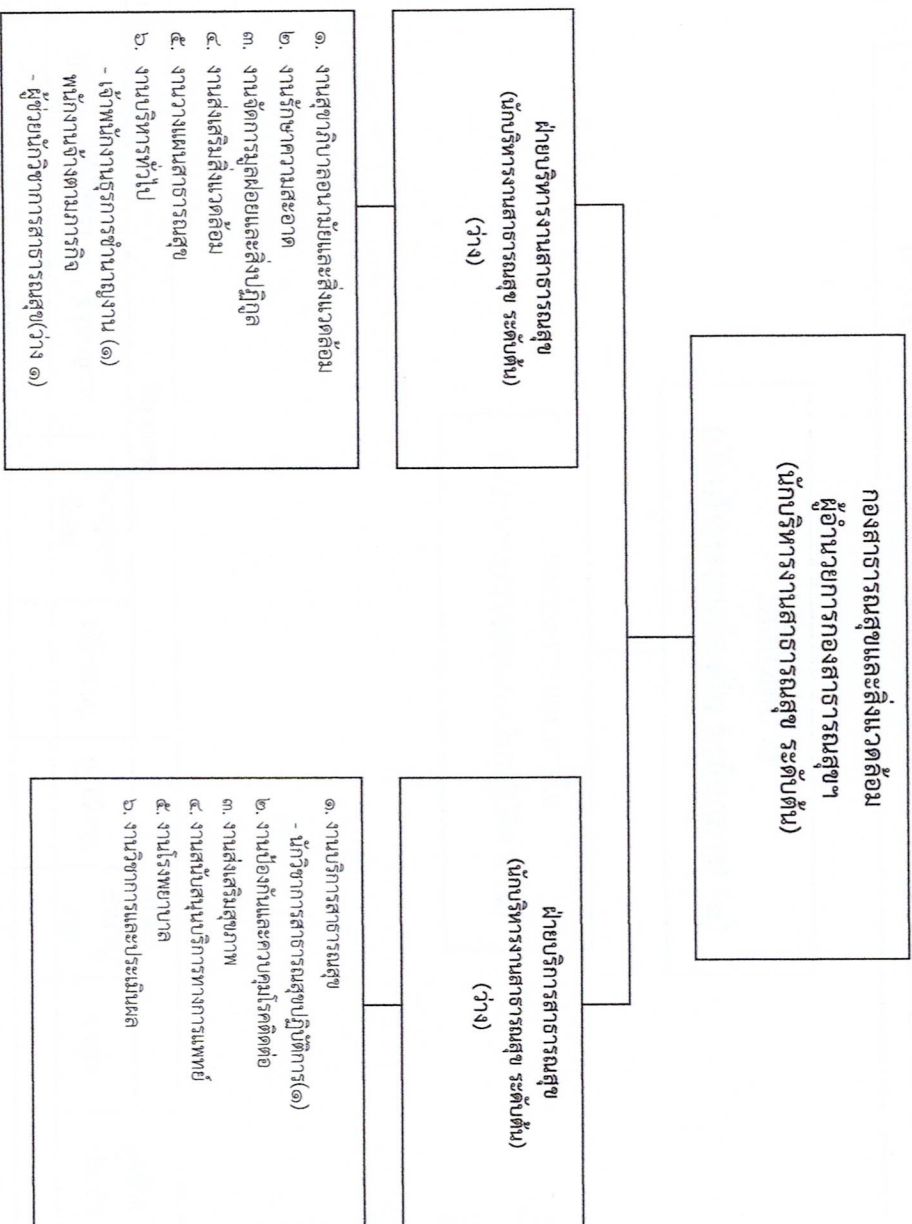 กองสาธารณสุขและสิ่งแวดล้อม
ผู้อำนวยการกองสาธารณสุขฯ
(นักบริหารงานสาธารณสุข ระดับต้น)
ฝ่ายบริหารงานสาธารณสุข
(นักบริหารงานสาธารณสุข ระดับต้น)
(ว่าง)
๑. งานสุขาภิบาลอนามัยและสิ่งแวดล้อม
๒. งานรักษาความสะอาด
๓. งานจัดการมูลฝอยและสิ่งปฏิกูล
๔. งานส่งเสริมสิ่งแวดล้อม
๕. งานวางแผนสาธารณสุข
๖. งานบริหารทั่วไป
- เจ้าพนักงานธุรการชำนาญงาน (๑)
พนักงานจ้างตามภารกิจ
- ผู้ช่วยนักวิชาการสาธารณสุข(ว่าง ๑)
ฝ่ายบริการสาธารณสุข
(นักบริหารงานสาธารณสุข ระดับต้น)
(ว่าง)
๑. งานบริการสาธารณสุข
- นักวิชาการสาธารณสุขปฏิบัติการ(๑)
๒. งานป้องกันและควบคุมโรคติดต่อ
๓. งานส่งเสริมสุขภาพ
๔. งานสนับสนุนบริการทางการแพทย์
๕. งานโรงพยาบาล
๖. งานวิชาการและประเมินผล